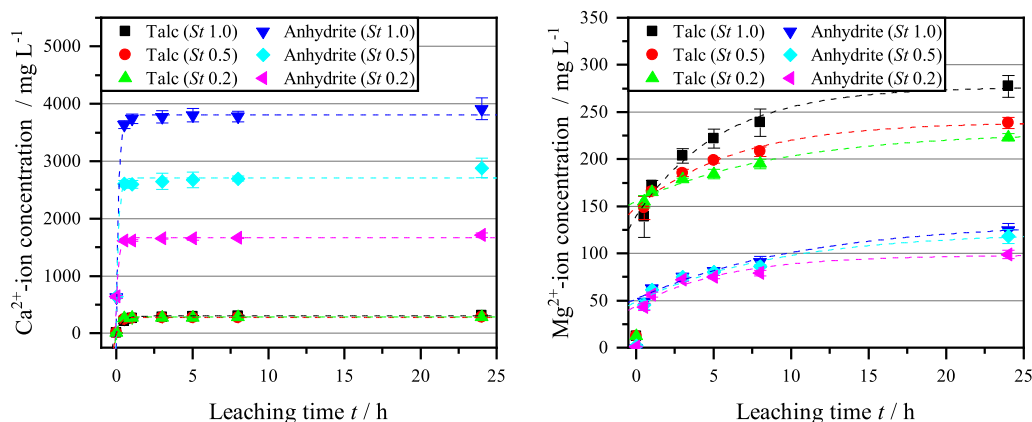 Talc (St 1.0)
Talc (St 0.5)
Talc (St 0.2)
Anhydrite (St 1.0)
Anhydrite (St 0.5)
Anhydrite (St 0.2)
5000
4000
3000
2000
1000
0
Ca²⁺-ion concentration / mg L⁻¹
0
5
10
15
20
25
Leaching time t / h
Talc (St 1.0)
Talc (St 0.5)
Talc (St 0.2)
Anhydrite (St 1.0)
Anhydrite (St 0.5)
Anhydrite (St 0.2)
350
300
250
200
150
100
50
0
Mg²⁺-ion concentration / mg L⁻¹
0
5
10
15
20
25
Leaching time t / h